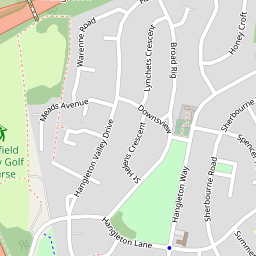 Warenne Road
Lynchets Crescent
Broad Rig
Honey Croft
Meads Avenue
Downsview
Hangleton Valley Drive
St Helens Crescent
Sherbourne
Spencer
field
Golf
urse
Hangleton Way
Sherbourne Road
Hangleton Lane
Summer